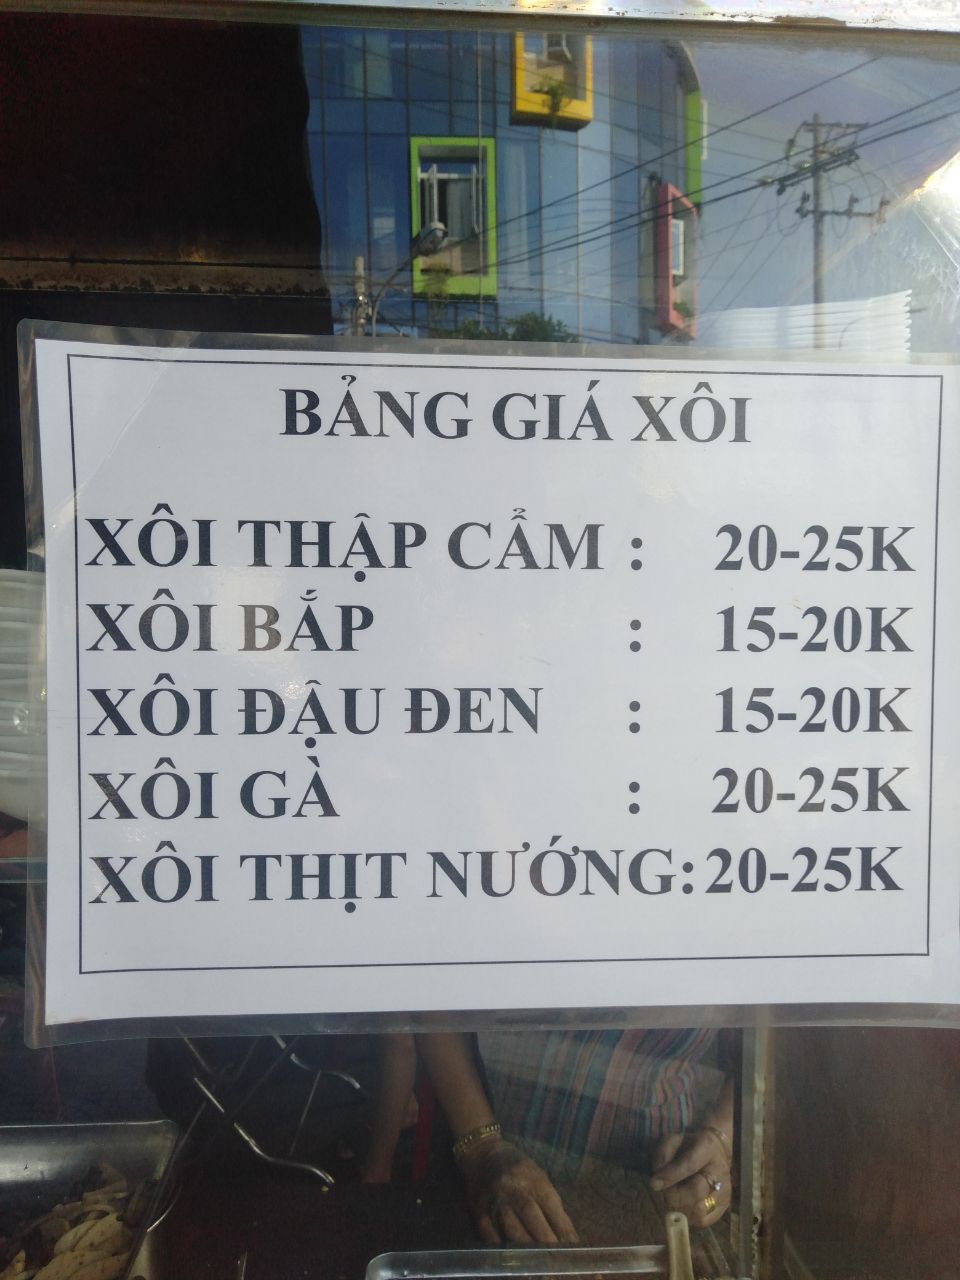 BẢNG GIÁ XÔI
XÔI THẬP CẨM : 20-25K
XÔI BẮP : 15-20K
XÔI ĐẬU ĐEN : 15-20K
XÔI GÀ : 20-25K
XÔI THỊT NƯỚNG: 20-25K